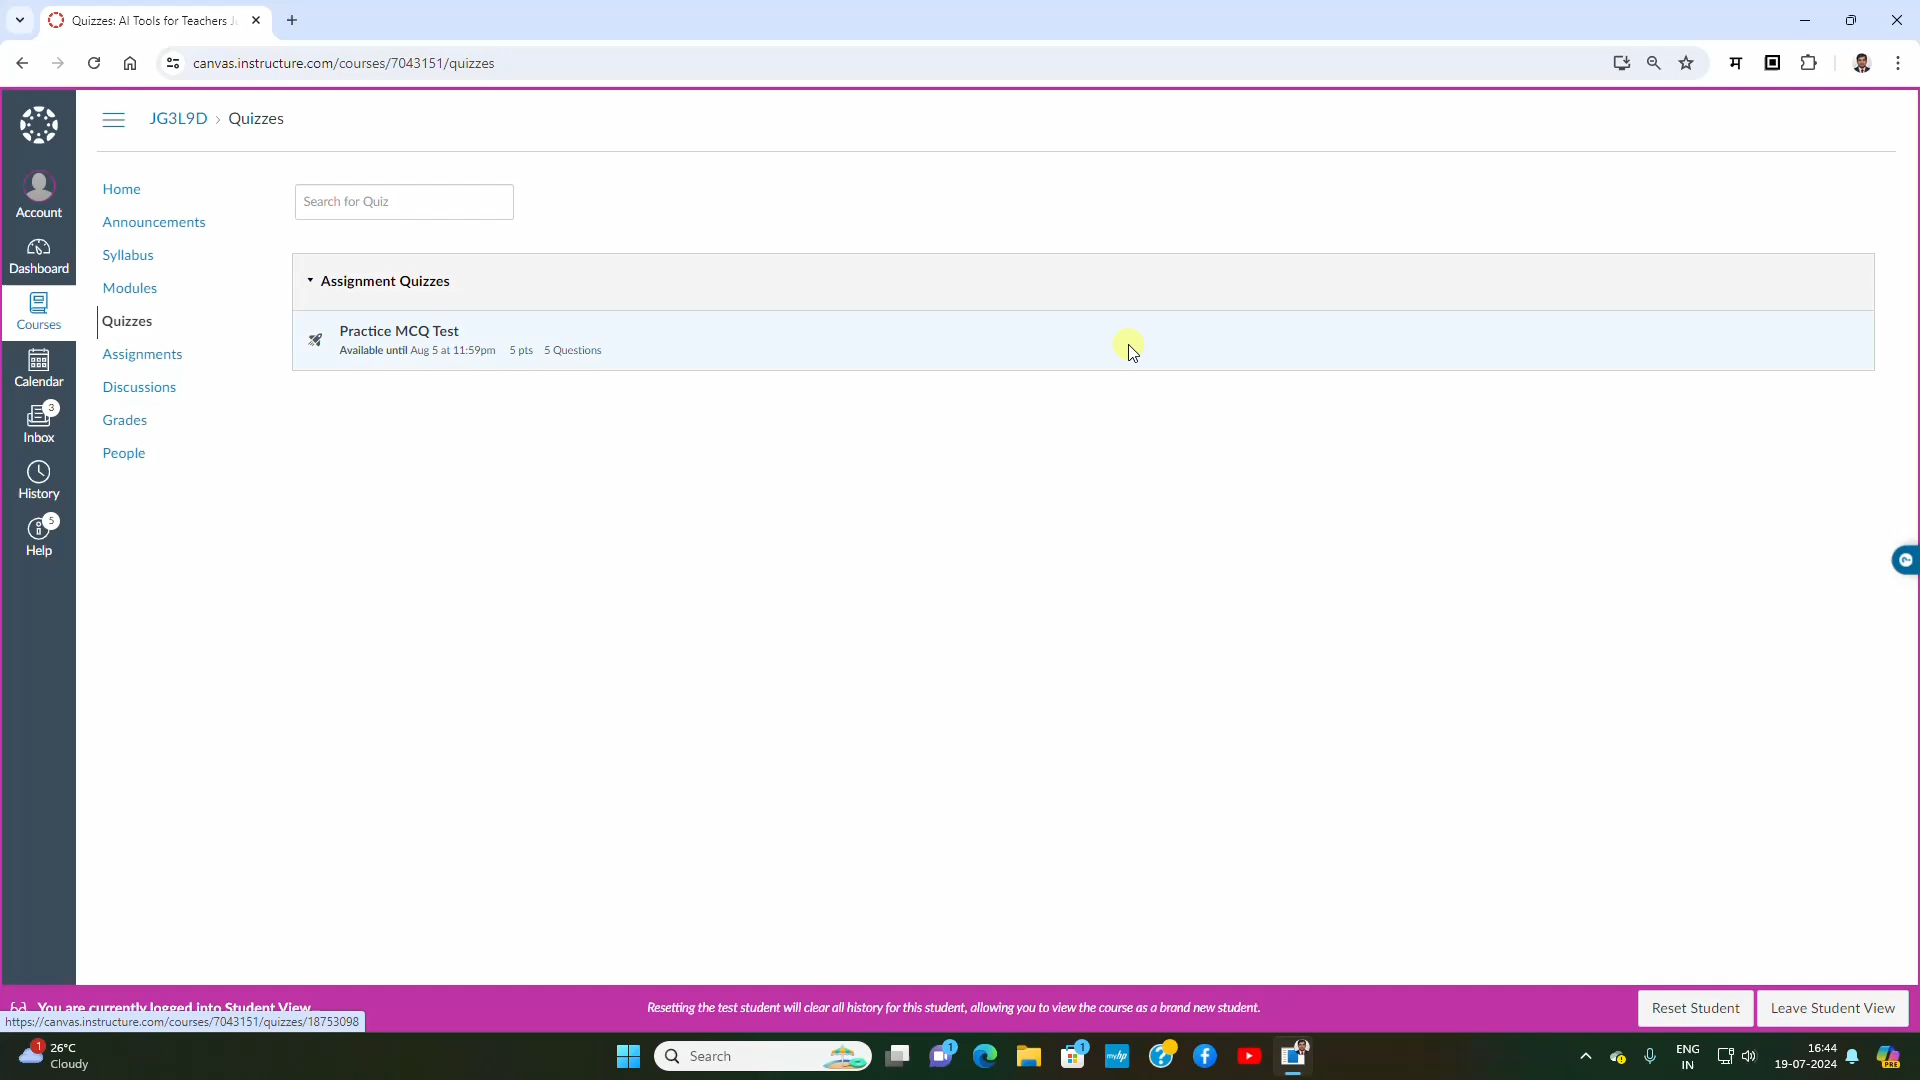 Quizzes: AI Tools for Teachers J
canvas.instructure.com/courses/7043151/quizzes
JG3L9D › Quizzes
Account
Dashboard
Courses
Calendar
3
Inbox
History
5
Help
Home
Announcements
Syllabus
Modules
Quizzes
Assignments
Discussions
Grades
People
Search for Quiz
Assignment Quizzes
Practice MCQ Test
Available until Aug 5 at 11:59pm 5 pts 5 Questions
You are currently logged into Student View
Resetting the test student will clear all history for this student, allowing you to view the course as a brand new student.
Reset Student
Leave Student View
https://canvas.instructure.com/courses/7043151/quizzes/18753098
1
26°C
Cloudy
Search
1
1
myhp
ENG
IN
16:44
19-07-2024
PRE